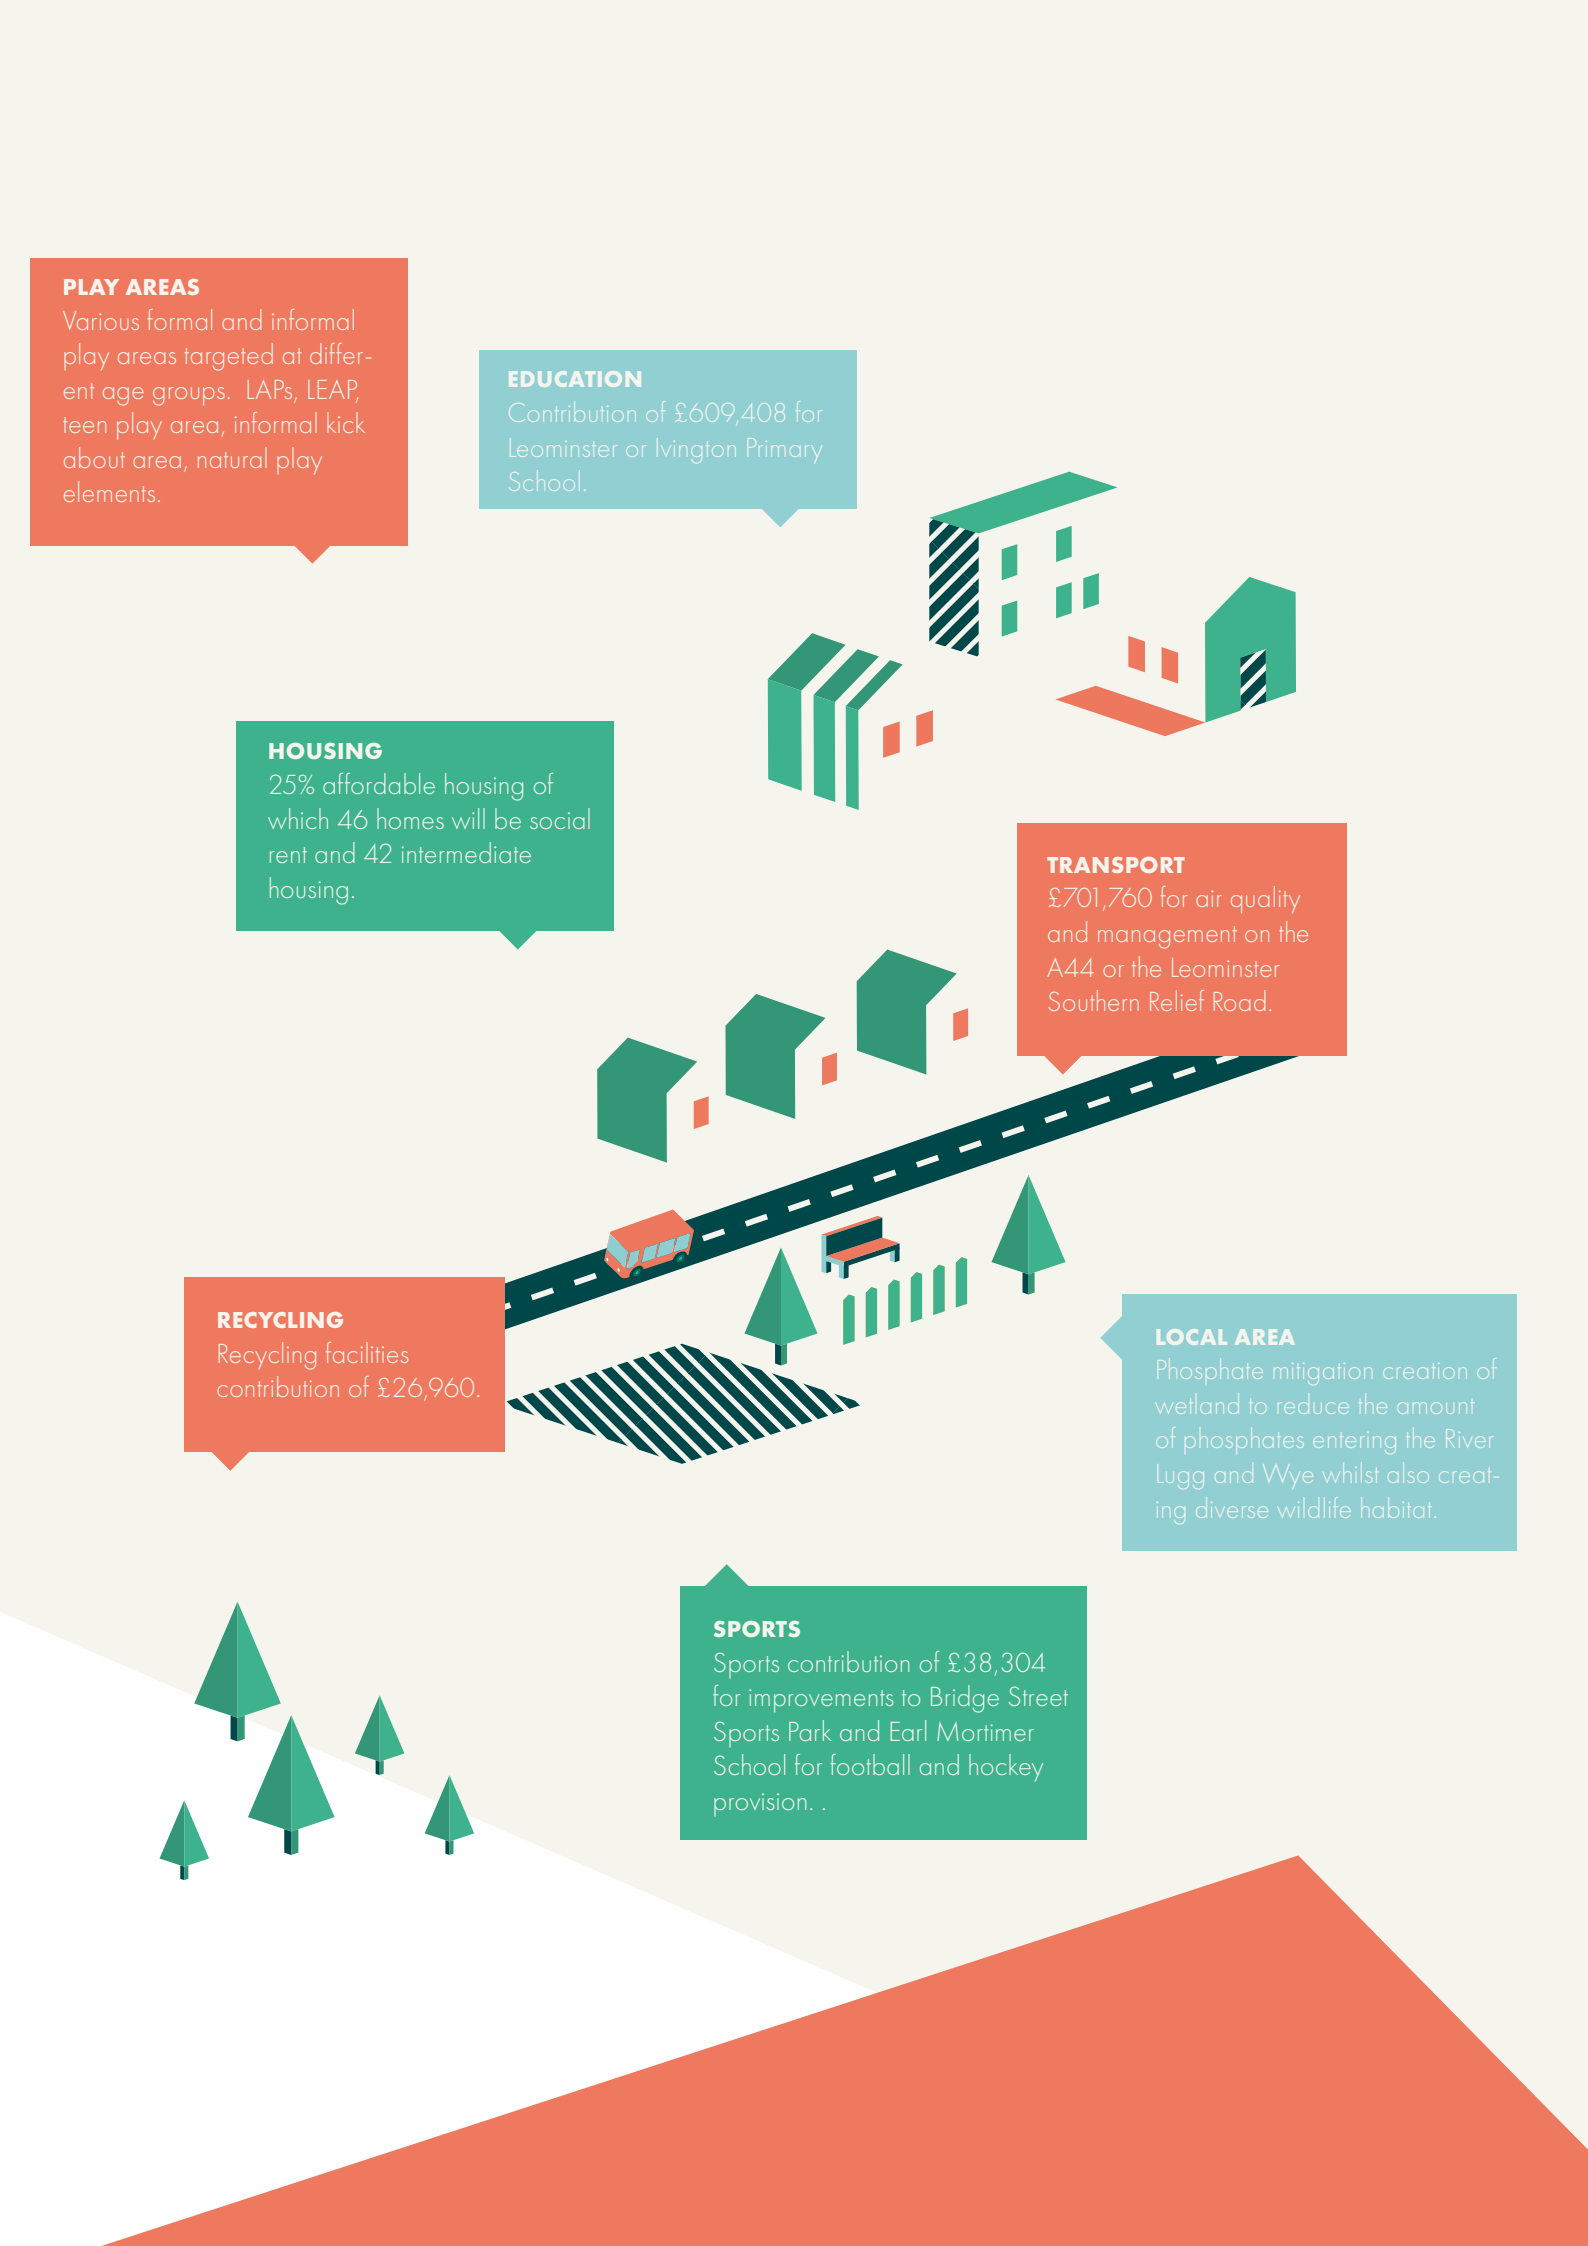 PLAY AREAS
Various formal and informal
play areas targeted at differ-
ent age groups.  LAPs, LEAP,
teen play area, informal kick
about area, natural play
elements.
EDUCATION
Contribution of £609,408 for
Leominster or Ivington Primary
School.
HOUSING
25% affordable housing of
which 46 homes will be social
rent and 42 intermediate
housing.
TRANSPORT
£701,760 for air quality
and management on the
A44 or the Leominster
Southern Relief Road.
RECYCLING
Recycling facilities
contribution of £26,960.
LOCAL AREA
Phosphate mitigation creation of
wetland to reduce the amount
of phosphates entering the River
Lugg and Wye whilst also creat-
ing diverse wildlife habitat.
SPORTS
Sports contribution of £38,304
for improvements to Bridge Street
Sports Park and Earl Mortimer
School for football and hockey
provision. .